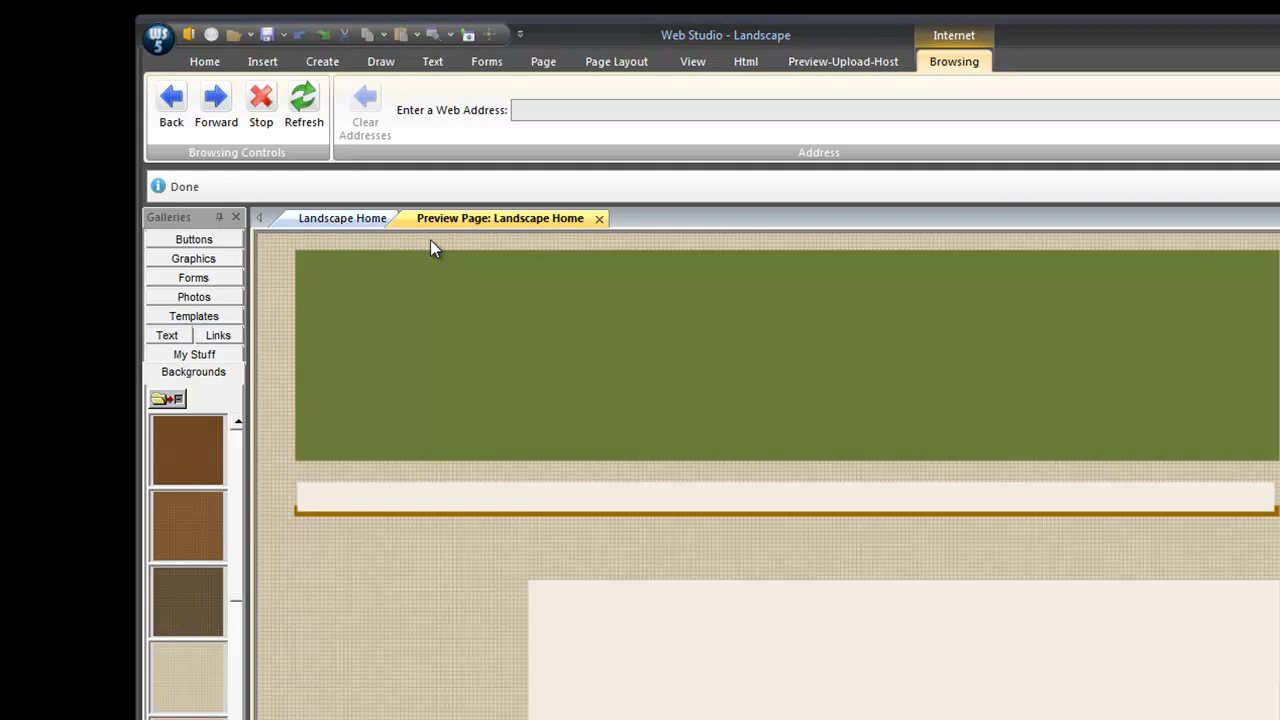 WS 5
Web Studio - Landscape
Internet
Home Insert Create Draw Text Forms Page Page Layout View Html Preview-Upload-Host Browsing
Back Forward Stop Refresh
Clear Addresses
Enter a Web Address:
Browsing Controls
Address
Done
Galleries
Landscape Home
Preview Page: Landscape Home
Buttons
Graphics
Forms
Photos
Templates
Text Links
My Stuff
Backgrounds